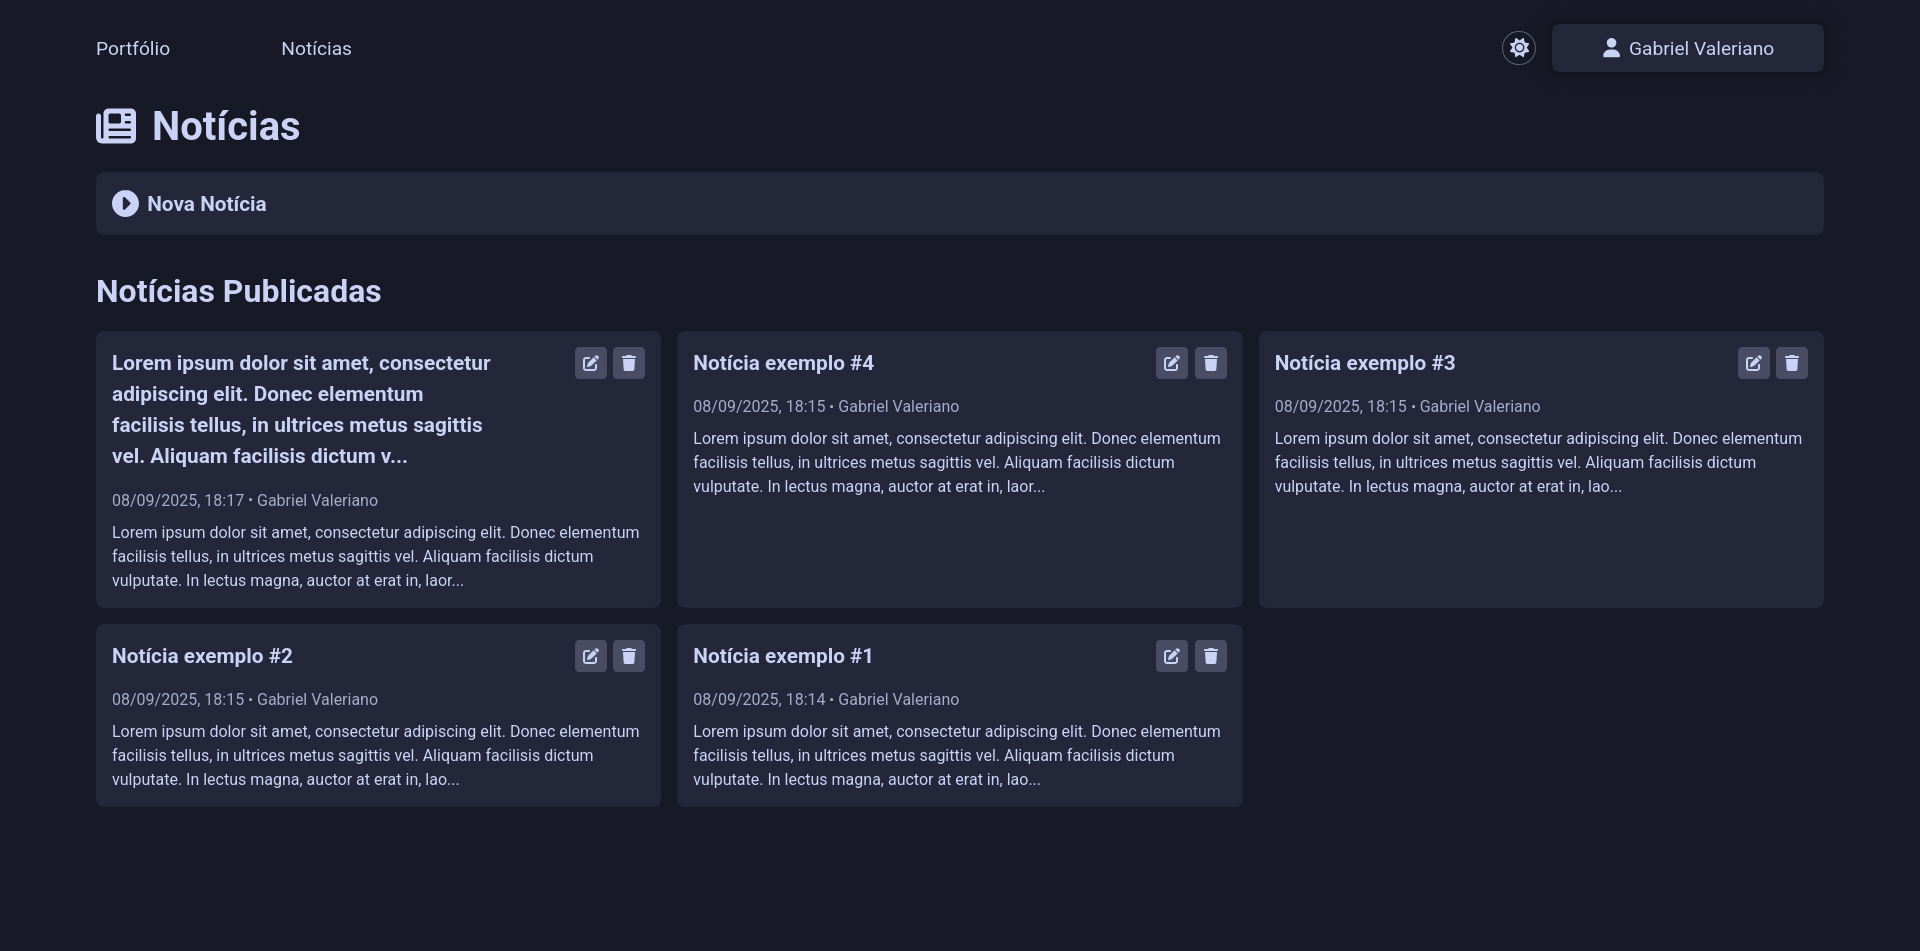 Portfólio
Notícias
Gabriel Valeriano
Notícias
Nova Notícia
Notícias Publicadas
Lorem ipsum dolor sit amet, consectetur
adipiscing elit. Donec elementum
facilisis tellus, in ultrices metus sagittis
vel. Aliquam facilisis dictum v...
08/09/2025, 18:17 • Gabriel Valeriano
Lorem ipsum dolor sit amet, consectetur adipiscing elit. Donec elementum
facilisis tellus, in ultrices metus sagittis vel. Aliquam facilisis dictum
vulputate. In lectus magna, auctor at erat in, laor...
Notícia exemplo #4
08/09/2025, 18:15 • Gabriel Valeriano
Lorem ipsum dolor sit amet, consectetur adipiscing elit. Donec elementum
facilisis tellus, in ultrices metus sagittis vel. Aliquam facilisis dictum
vulputate. In lectus magna, auctor at erat in, laor...
Notícia exemplo #3
08/09/2025, 18:15 • Gabriel Valeriano
Lorem ipsum dolor sit amet, consectetur adipiscing elit. Donec elementum
facilisis tellus, in ultrices metus sagittis vel. Aliquam facilisis dictum
vulputate. In lectus magna, auctor at erat in, lao...
Notícia exemplo #2
08/09/2025, 18:15 • Gabriel Valeriano
Lorem ipsum dolor sit amet, consectetur adipiscing elit. Donec elementum
facilisis tellus, in ultrices metus sagittis vel. Aliquam facilisis dictum
vulputate. In lectus magna, auctor at erat in, lao...
Notícia exemplo #1
08/09/2025, 18:14 • Gabriel Valeriano
Lorem ipsum dolor sit amet, consectetur adipiscing elit. Donec elementum
facilisis tellus, in ultrices metus sagittis vel. Aliquam facilisis dictum
vulputate. In lectus magna, auctor at erat in, lao...